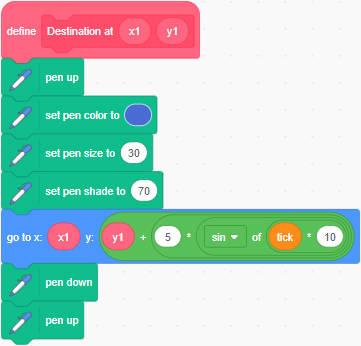 define Destination at x1 y1
pen up
set pen color to
set pen size to 30
set pen shade to 70
go to x: x1 y: y1 + 5 * sin of tick * 10
pen down
pen up